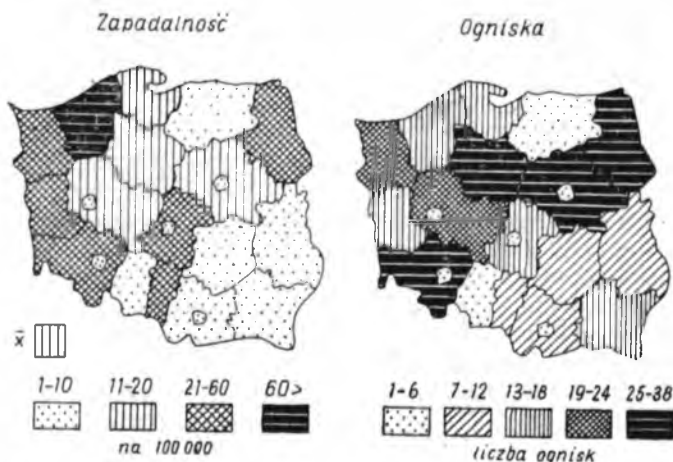 Zapadalność
Ogniska
x̄
1-10 11-20 21-60 60>
na 100 000
1-6 7-12 13-18 19-24 25-38
liczba ognisk